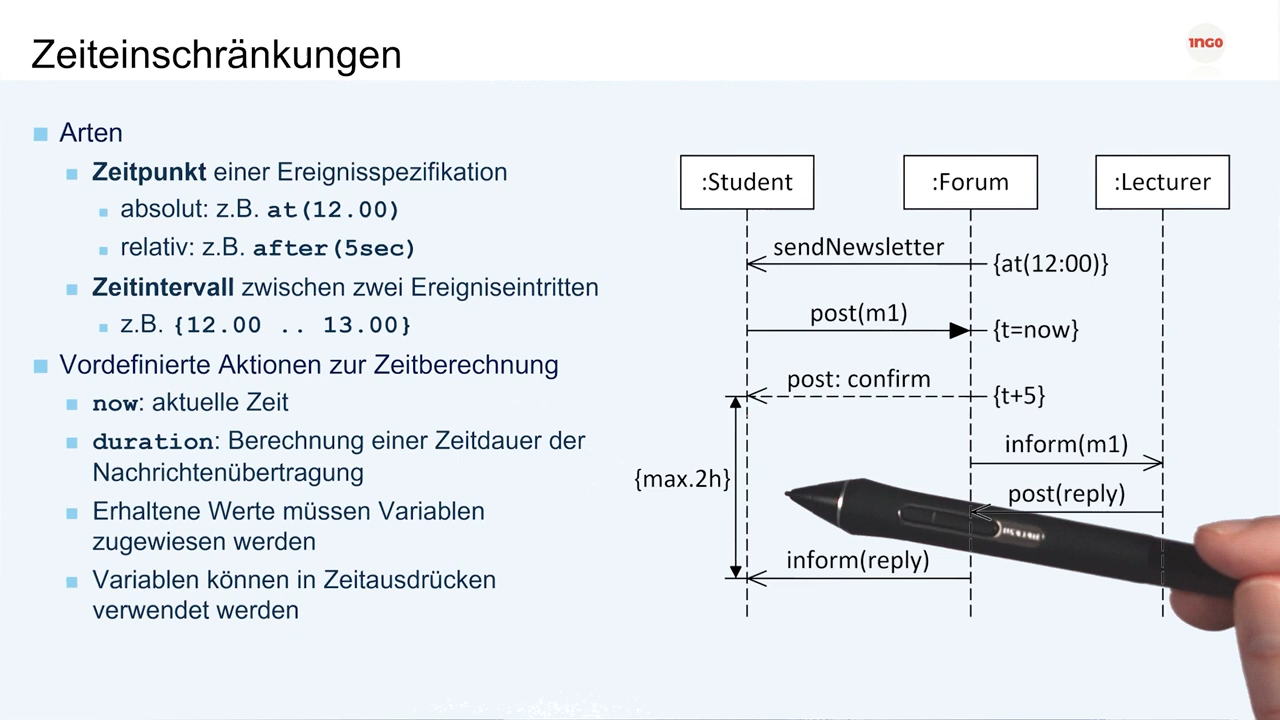 Zeiteinschränkungen
1NGO
Arten
Zeitpunkt einer Ereignisspezifikation
absolut: z.B. at(12.00)
relativ: z.B. after(5sec)
Zeitintervall zwischen zwei Ereigniseintritten
z.B. {12.00 .. 13.00}
Vordefinierte Aktionen zur Zeitberechnung
now: aktuelle Zeit
duration: Berechnung einer Zeitdauer der
Nachrichtenübertragung
Erhaltene Werte müssen Variablen
zugewiesen werden
Variablen können in Zeitausdrücken
verwendet werden
:Student
:Forum
:Lecturer
sendNewsletter
{at(12:00)}
post(m1)
{t=now}
post: confirm
{t+5}
inform(m1)
{max.2h}
post(reply)
inform(reply)